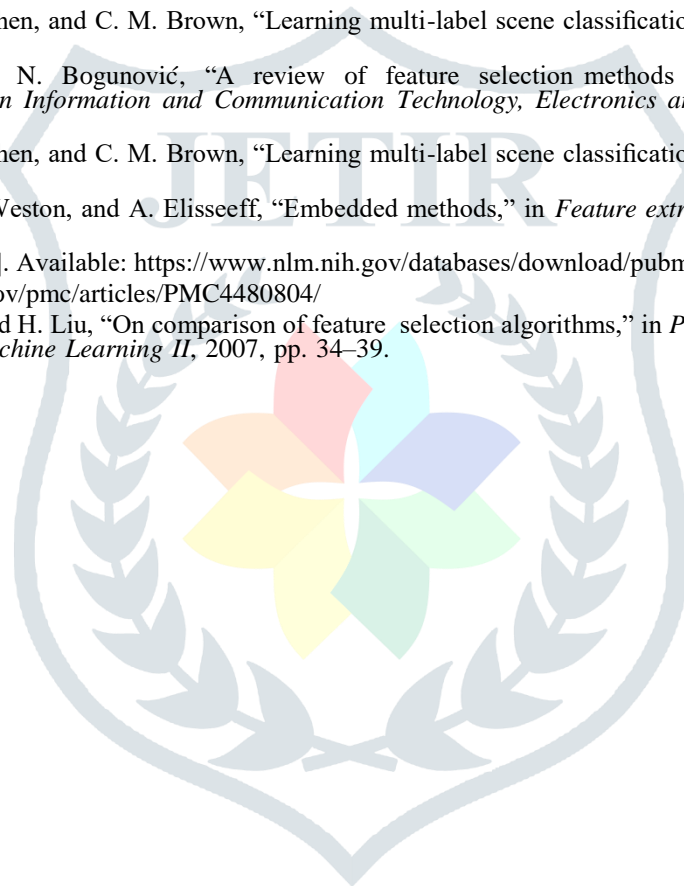 hen, and C. M. Brown, “Learning multi-label scene classificatio
N. Bogunović, “A review of feature selection methods
n Information and Communication Technology, Electronics a
hen, and C. M. Brown, “Learning multi-label scene classificatio
JETIR
Weston, and A. Elisseeff, “Embedded methods,” in Feature extr
]. Available: https://www.nlm.nih.gov/databases/download/pubm
ov/pmc/articles/PMC4480804/
d H. Liu, “On comparison of feature selection algorithms,” in P
chine Learning II, 2007, pp. 34–39.